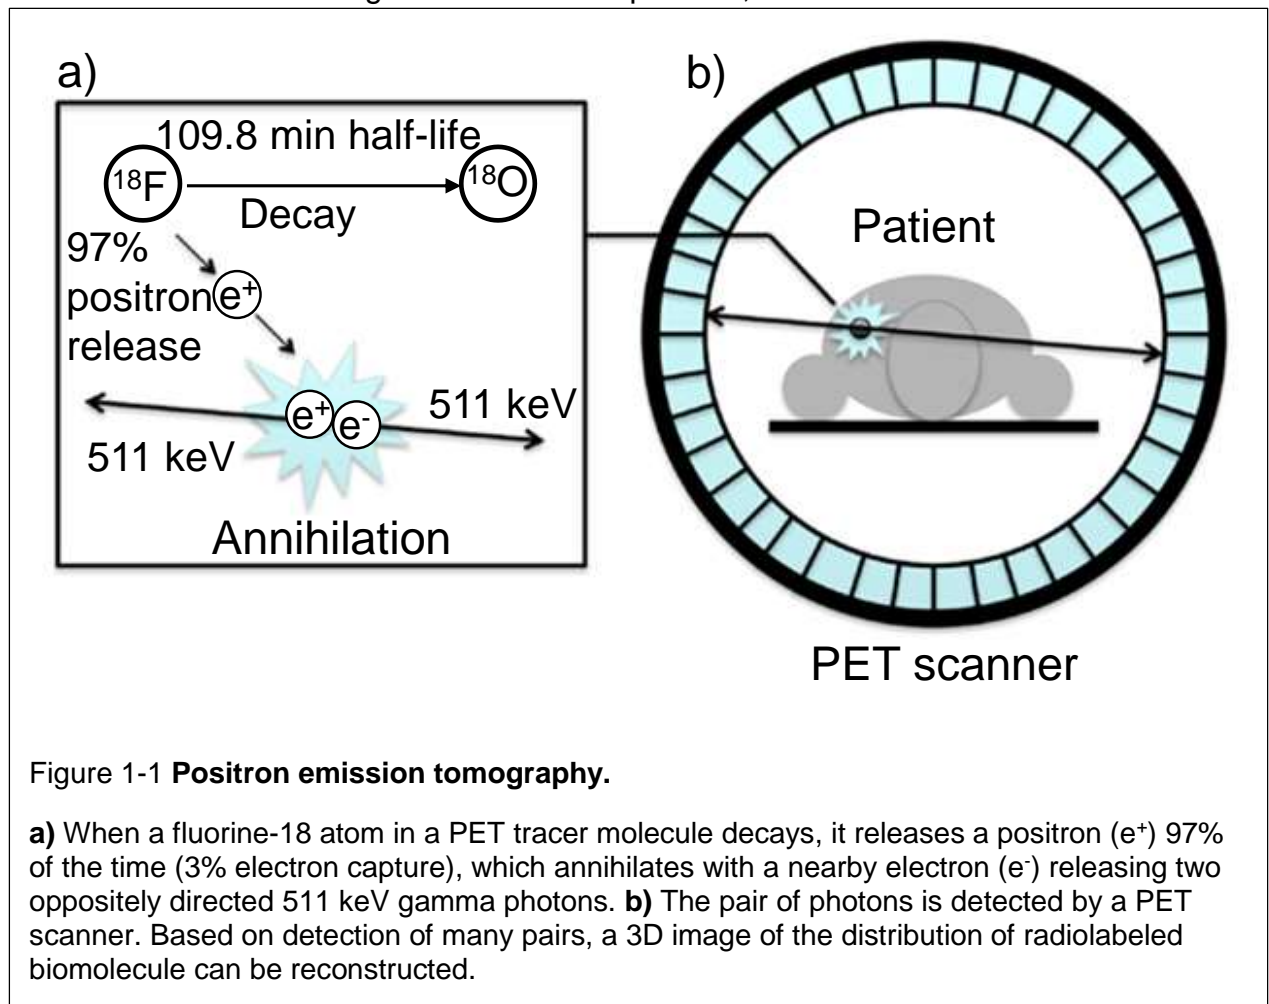 a)
109.8 min half-life
18F
18O
Decay
97%
positron
release
e+
e+
e-
511 keV
511 keV
Annihilation
b)
Patient
PET scanner
Figure 1-1 Positron emission tomography.
a) When a fluorine-18 atom in a PET tracer molecule decays, it releases a positron (e+) 97%
of the time (3% electron capture), which annihilates with a nearby electron (e-) releasing two
oppositely directed 511 keV gamma photons. b) The pair of photons is detected by a PET
scanner. Based on detection of many pairs, a 3D image of the distribution of radiolabeled
biomolecule can be reconstructed.